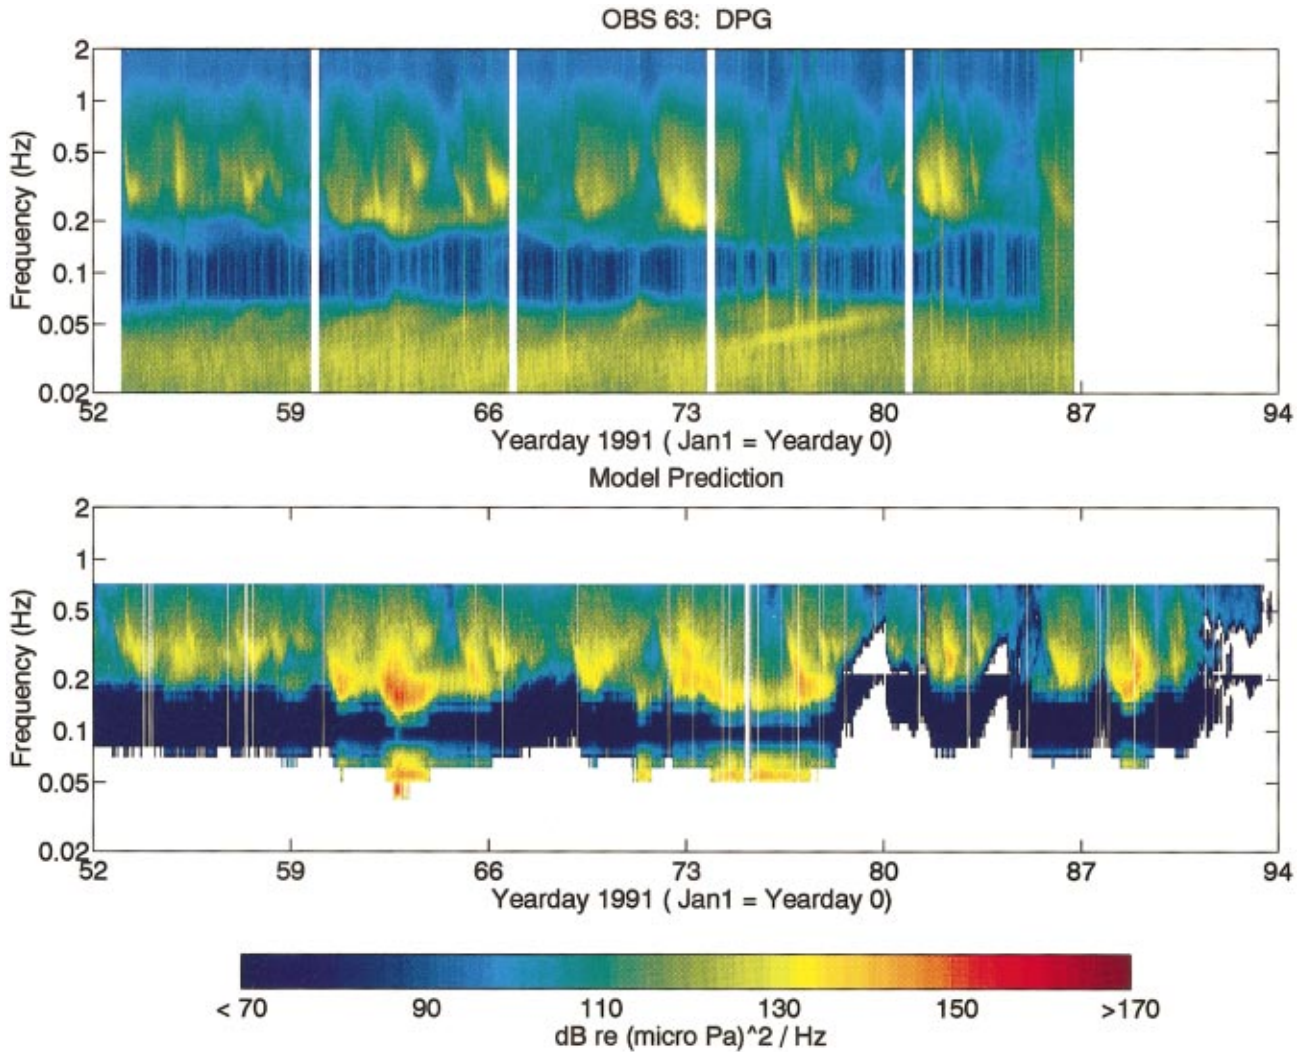 OBS 63: DPG
2
1
0.5
0.2
0.1
0.05
0.02
Frequency (Hz)
52 59 66 73 80 87 94
Yearday 1991 ( Jan1 = Yearday 0)
Model Prediction
2
1
0.5
0.2
0.1
0.05
0.02
Frequency (Hz)
52 59 66 73 80 87 94
Yearday 1991 ( Jan1 = Yearday 0)
< 70 90 110 130 150 >170
dB re (micro Pa)^2 / Hz